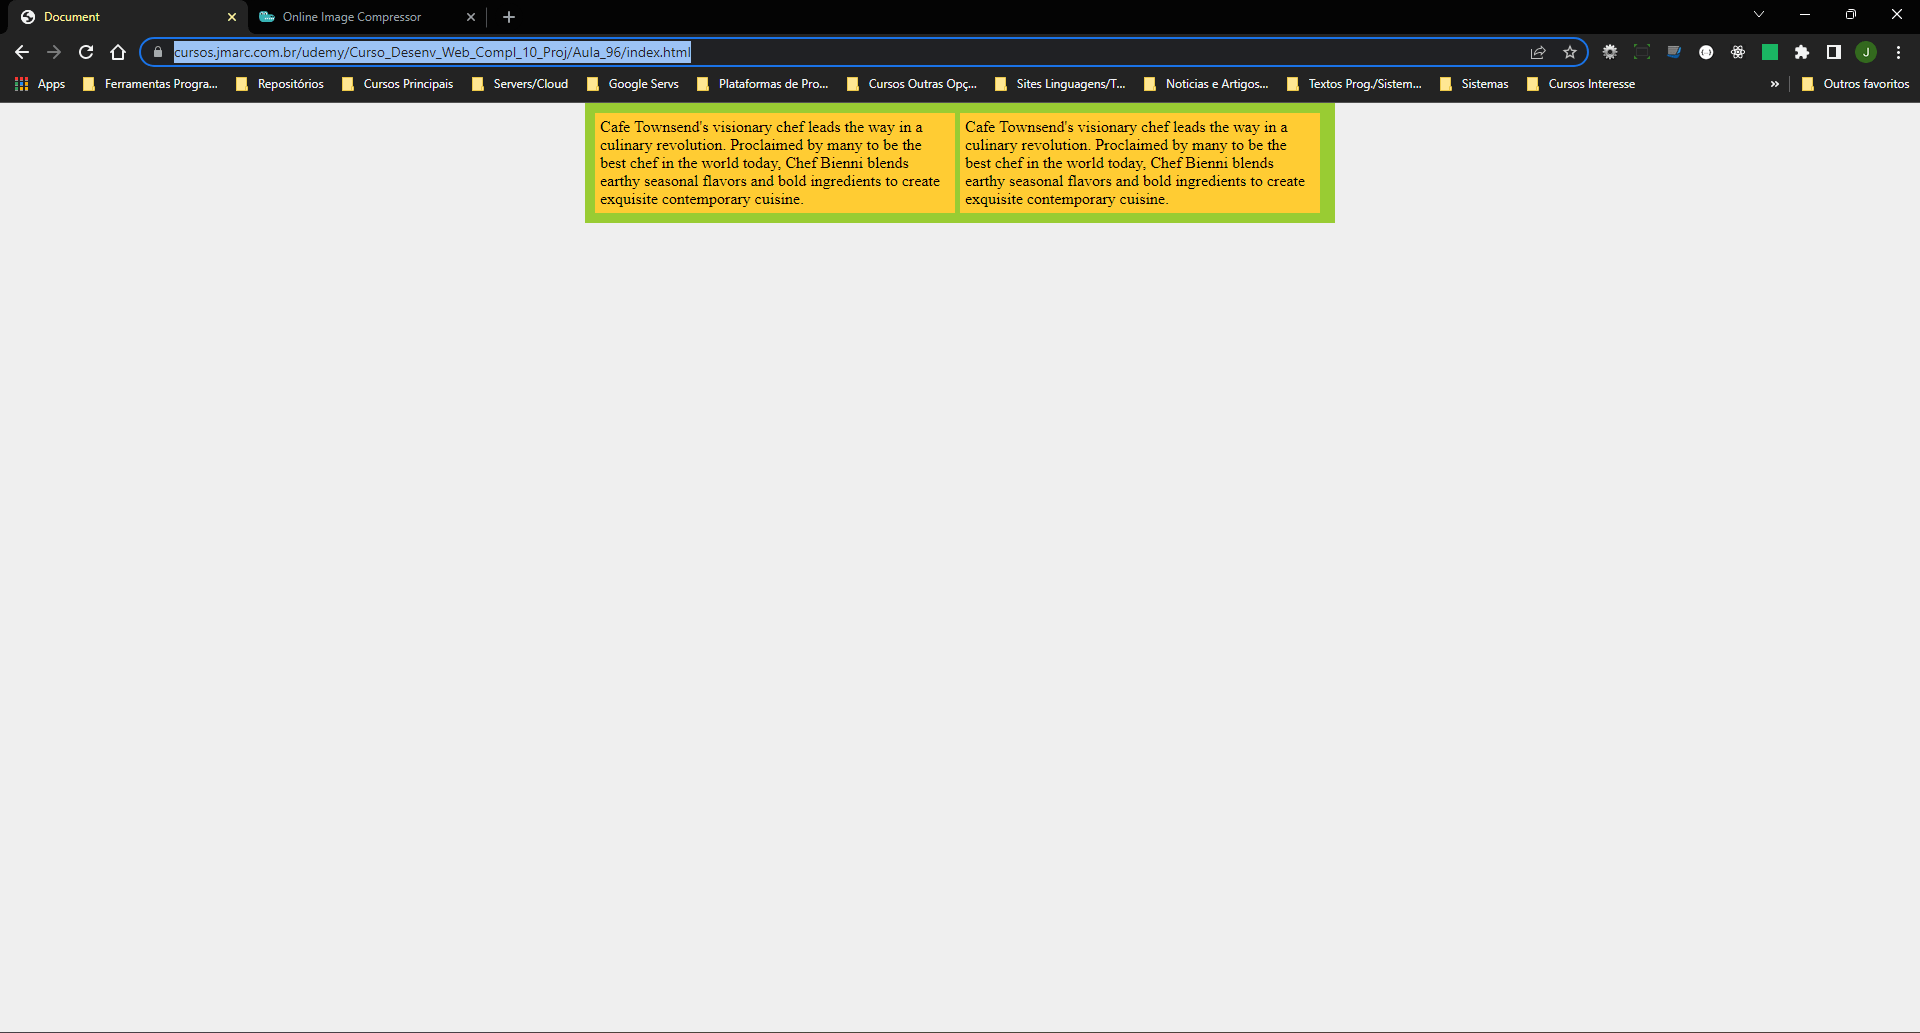 Document
Online Image Compressor
cursos.jmarc.com.br/udemy/Curso_Desenv_Web_Compl_10_Proj/Aula_96/index.html
J
Apps Ferramentas Progra... Repositórios Cursos Principais Servers/Cloud Google Servs Plataformas de Pro... Cursos Outras Opç... Sites Linguagens/T... Noticias e Artigos... Textos Prog./Sistem... Sistemas Cursos Interesse » Outros favoritos
Cafe Townsend's visionary chef leads the way in a
culinary revolution. Proclaimed by many to be the
best chef in the world today, Chef Bienni blends
earthy seasonal flavors and bold ingredients to create
exquisite contemporary cuisine.
Cafe Townsend's visionary chef leads the way in a
culinary revolution. Proclaimed by many to be the
best chef in the world today, Chef Bienni blends
earthy seasonal flavors and bold ingredients to create
exquisite contemporary cuisine.